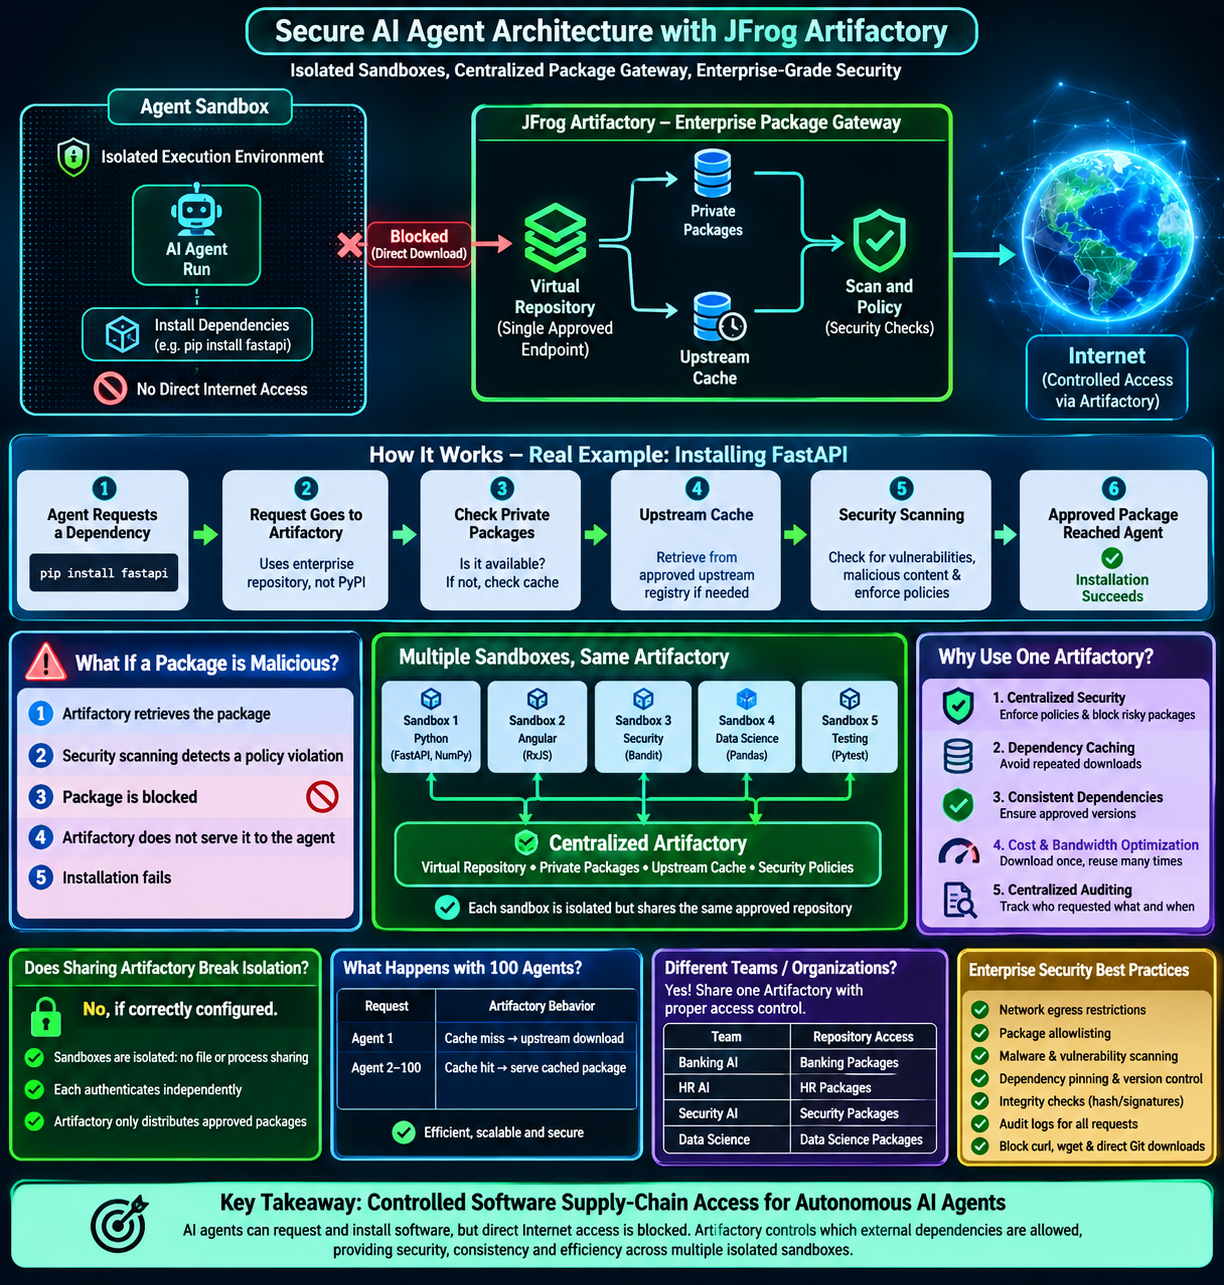 Secure AI Agent Architecture with JFrog Artifactory
Isolated Sandboxes, Centralized Package Gateway, Enterprise-Grade Security
Agent Sandbox
Isolated Execution Environment
AI Agent
Run
Install Dependencies
(e.g. pip install fastapi)
No Direct Internet Access
Blocked
(Direct Download)
JFrog Artifactory – Enterprise Package Gateway
Virtual
Repository
(Single Approved
Endpoint)
Private
Packages
Upstream
Cache
Scan and
Policy
(Security Checks)
Internet
(Controlled Access
via Artifactory)
How It Works – Real Example: Installing FastAPI
1
Agent Requests
a Dependency
pip install fastapi
2
Request Goes to
Artifactory
Uses enterprise
repository, not PyPI
3
Check Private
Packages
Is it available?
If not, check cache
4
Upstream Cache
Retrieve from
approved upstream
registry if needed
5
Security Scanning
Check for vulnerabilities,
malicious content &
enforce policies
6
Approved Package
Reached Agent
Installation
Succeeds
What If a Package is Malicious?
1 Artifactory retrieves the package
2 Security scanning detects a policy violation
3 Package is blocked
4 Artifactory does not serve it to the agent
5 Installation fails
Multiple Sandboxes, Same Artifactory
Sandbox 1
Python
(FastAPI, NumPy)
Sandbox 2
Angular
(RxJS)
Sandbox 3
Security
(Bandit)
Sandbox 4
Data Science
(Pandas)
Sandbox 5
Testing
(Pytest)
Centralized Artifactory
Virtual Repository • Private Packages • Upstream Cache • Security Policies
Each sandbox is isolated but shares the same approved repository
Why Use One Artifactory?
1. Centralized Security
Enforce policies & block risky packages
2. Dependency Caching
Avoid repeated downloads
3. Consistent Dependencies
Ensure approved versions
4. Cost & Bandwidth Optimization
Download once, reuse many times
5. Centralized Auditing
Track who requested what and when
Does Sharing Artifactory Break Isolation?
No, if correctly configured.
Sandboxes are isolated: no file or process sharing
Each authenticates independently
Artifactory only distributes approved packages
What Happens with 100 Agents?
Request Artifactory Behavior
Agent 1 Cache miss → upstream download
Agent 2–100 Cache hit → serve cached package
Efficient, scalable and secure
Different Teams / Organizations?
Yes! Share one Artifactory with
proper access control.
Team Repository Access
Banking AI Banking Packages
HR AI HR Packages
Security AI Security Packages
Data Science Data Science Packages
Enterprise Security Best Practices
Network egress restrictions
Package allowlisting
Malware & vulnerability scanning
Dependency pinning & version control
Integrity checks (hash/signatures)
Audit logs for all requests
Block curl, wget & direct Git downloads
Key Takeaway: Controlled Software Supply-Chain Access for Autonomous AI Agents
AI agents can request and install software, but direct Internet access is blocked. Artifactory controls which external dependencies are allowed,
providing security, consistency and efficiency across multiple isolated sandboxes.